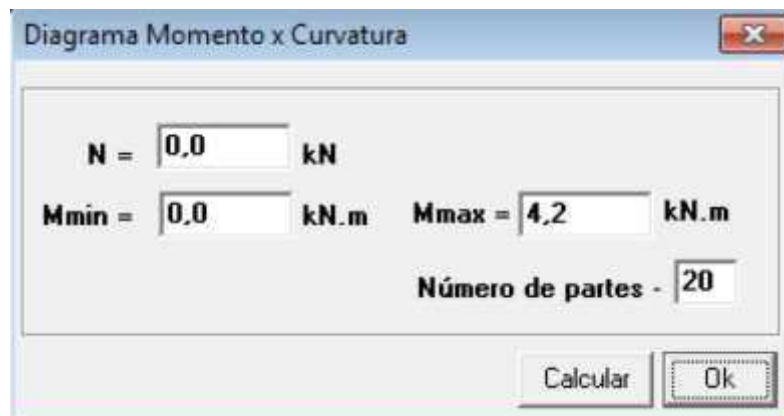 Diagrama Momento x Curvatura
N = 0,0 kN
Mmin = 0,0 kN.m Mmax = 4,2 kN.m
Número de partes - 20
Calcular Ok